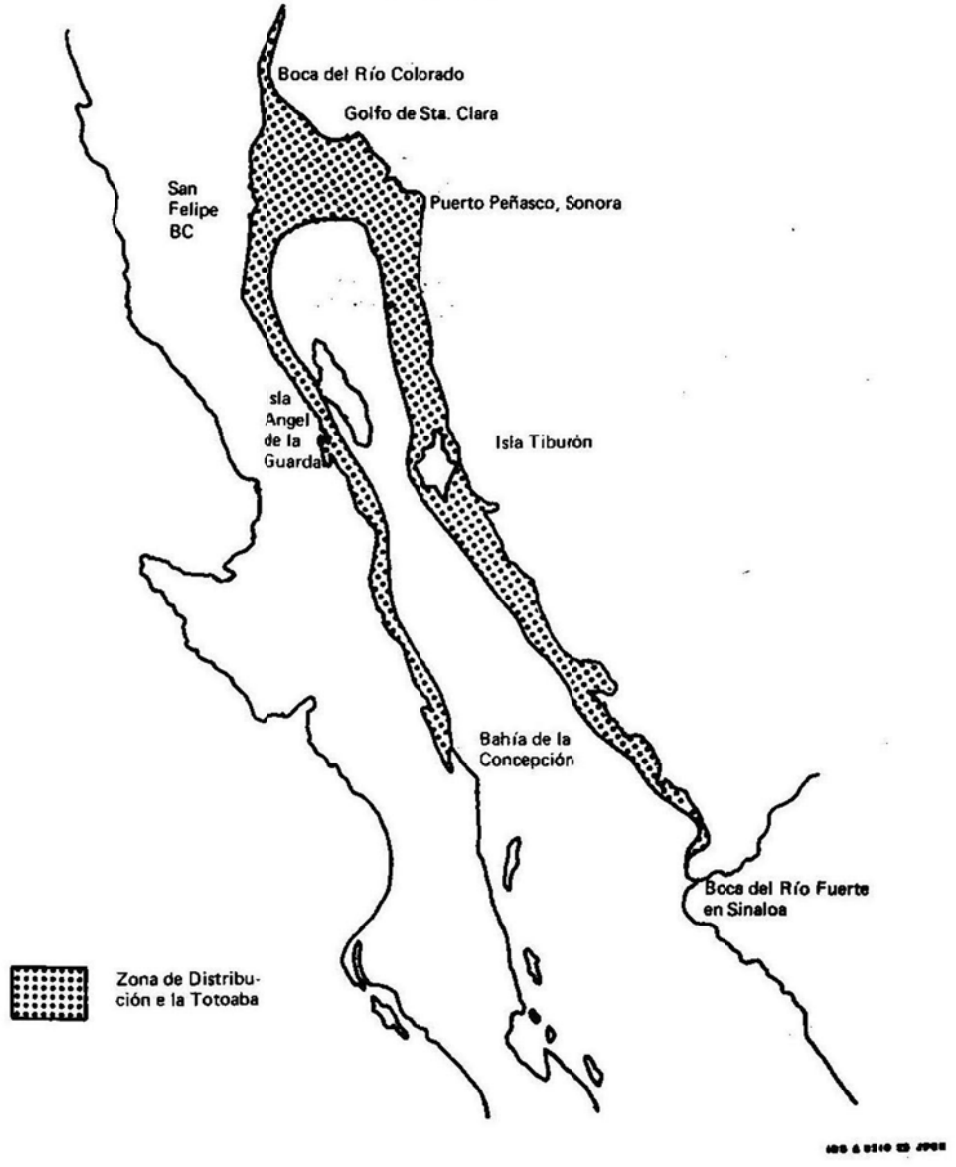 Boca del Río Colorado
Golfo de Sta. Clara
San
Felipe
BC
Puerto Peñasco, Sonora
sla
Angel
de la
Guarda
Isla Tiburón
Bahía de la
Concepción
Boca del Río Fuerte
en Sinaloa
Zona de Distribu-
ción e la Totoaba